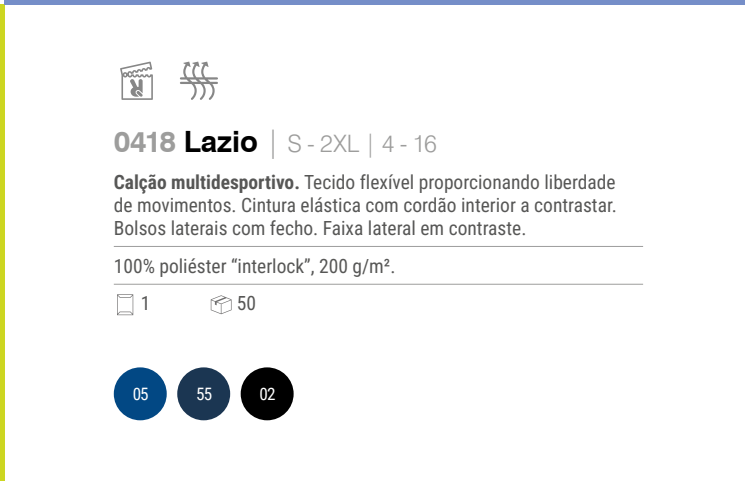 0418 Lazio | S - 2XL | 4 - 16
Calção multidesportivo. Tecido flexível proporcionando liberdade
de movimentos. Cintura elástica com cordão interior a contrastar.
Bolsos laterais com fecho. Faixa lateral em contraste.
100% poliéster “interlock”, 200 g/m².
1 50
05 55 02